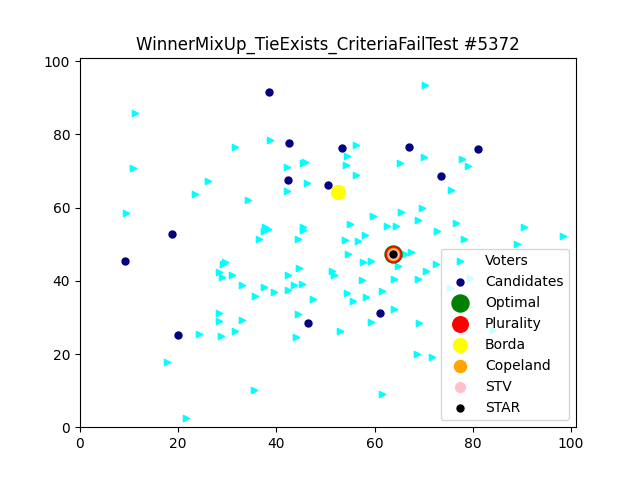 WinnerMixUp_TieExists_CriteriaFailTest #5372
100
80
60
40
20
0
0
20
40
60
80
100
Voters
Candidates
Optimal
Plurality
Borda
Copeland
STV
STAR